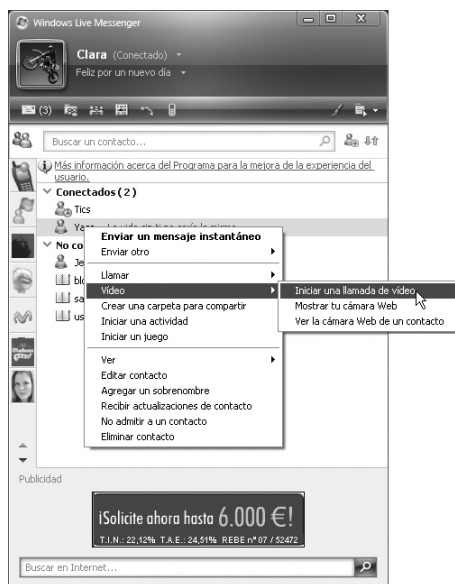 Windows Live Messenger
Clara (Conectado)
Feliz por un nuevo día
(3)
Buscar un contacto...
Más información acerca del Programa para la mejora de la experiencia del
usuario.
Conectados (2)
Tics
No co
Enviar un mensaje instantáneo
Enviar otro
Llamar
Vídeo
Crear una carpeta para compartir
Iniciar una actividad
Iniciar un juego
Ver
Editar contacto
Agregar un sobrenombre
Recibir actualizaciones de contacto
No admitir a un contacto
Eliminar contacto
Iniciar una llamada de vídeo
Mostrar tu cámara Web
Ver la cámara Web de un contacto
Publicidad
¡Solicite ahora hasta 6.000 €!
T.I.N.: 22,12% T.A.E.: 24,51% REBE nº 07 / 52472
Buscar en Internet...